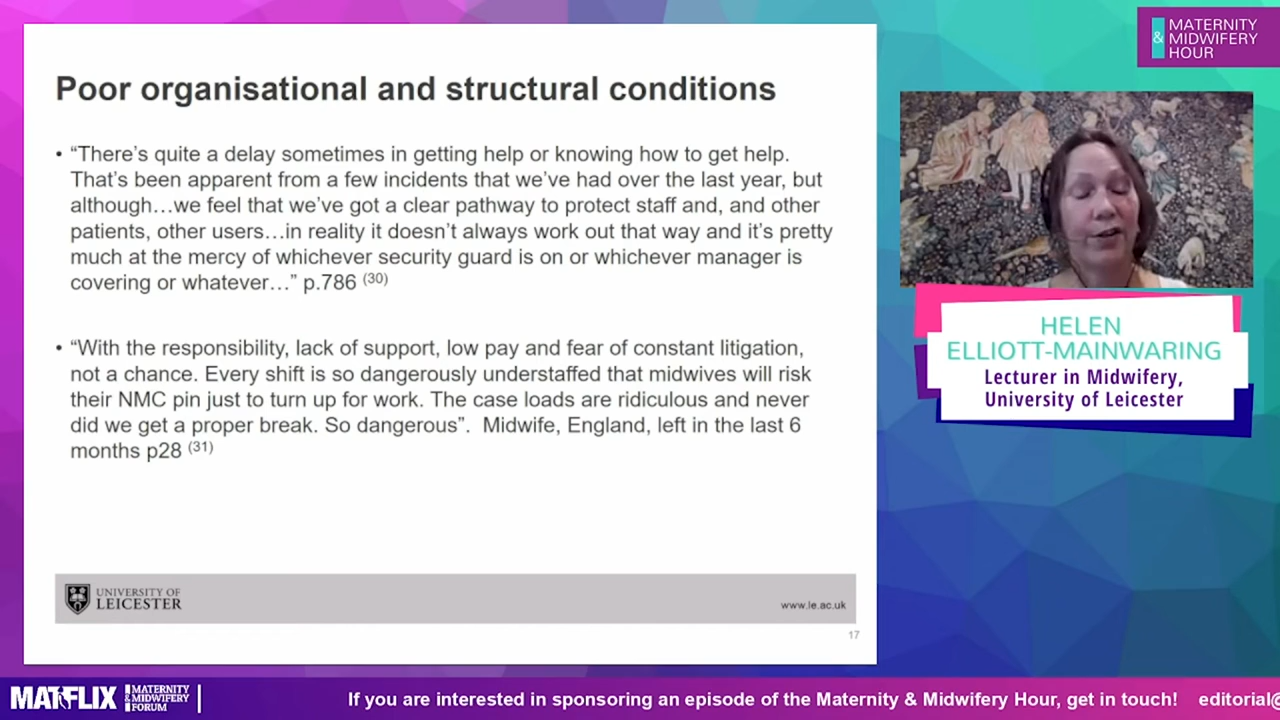 MATERNITY
& MIDWIFERY
HOUR
Poor organisational and structural conditions
• “There’s quite a delay sometimes in getting help or knowing how to get help.
That’s been apparent from a few incidents that we’ve had over the last year, but
although…we feel that we’ve got a clear pathway to protect staff and, and other
patients, other users…in reality it doesn’t always work out that way and it’s pretty
much at the mercy of whichever security guard is on or whichever manager is
covering or whatever…” p.786 (30)
• “With the responsibility, lack of support, low pay and fear of constant litigation,
not a chance. Every shift is so dangerously understaffed that midwives will risk
their NMC pin just to turn up for work. The case loads are ridiculous and never
did we get a proper break. So dangerous”. Midwife, England, left in the last 6
months p28 (31)
UNIVERSITY OF
LEICESTER
www.le.ac.uk
17
HELEN
ELLIOTT-MAINWARING
Lecturer in Midwifery,
University of Leicester
MATFLIX
MATERNITY
& MIDWIFERY
FORUM
If you are interested in sponsoring an episode of the Maternity & Midwifery Hour, get in touch! editorial@